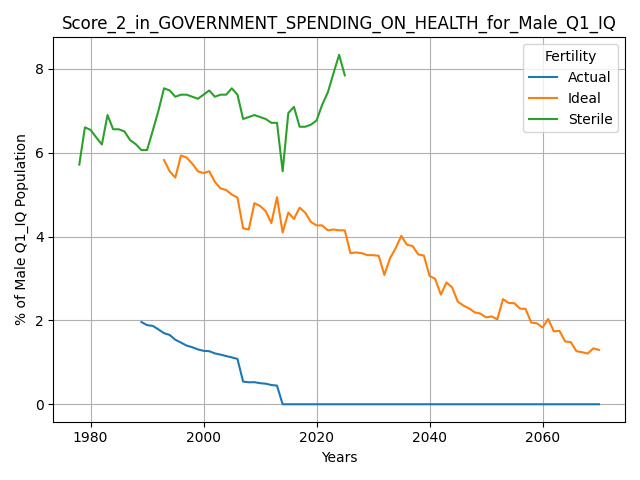 Score_2_in_GOVERNMENT_SPENDING_ON_HEALTH_for_Male_Q1_IQ
% of Male Q1_IQ Population
8
6
4
2
0
Fertility
Actual
Ideal
Sterile
1980 2000 2020 2040 2060
Years